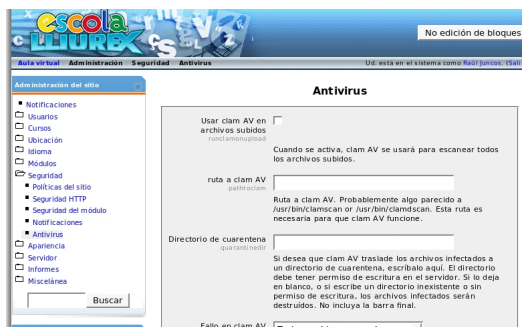 escola
LLIUREX
No edición de bloques
Aula virtual Administración Seguridad Antivirus
Ud. está en el sistema como Raúl Juncos. (Sali
Administración del sitio
Notificaciones
Usuarios
Cursos
Ubicación
Idioma
Módulos
Seguridad
Políticas del sitio
Seguridad HTTP
Seguridad del módulo
Notificaciones
Antivirus
Apariencia
Servidor
Informes
Miscelánea
Buscar
Antivirus
Usar clam AV en
archivos subidos
runclamonupload
Cuando se activa, clam AV se usará para escanear todos
los archivos subidos.
ruta a clam AV
pathtoclam
Ruta a clam AV. Probablemente algo parecido a
/usr/bin/clamscan or /usr/bin/clamdscan. Esta ruta es
necesaria para que clam AV funcione.
Directorio de cuarentena
quarantinedir
Si desea que clam AV traslade los archivos infectados a
un directorio de cuarentena, escríbalo aquí. El directorio
debe tener permiso de escritura en el servidor. Si lo deja
en blanco, o si escribe un directorio inexistente o sin
permiso de escritura, los archivos infectados serán
destruídos. No incluya la barra final.
Fallo en clam AV